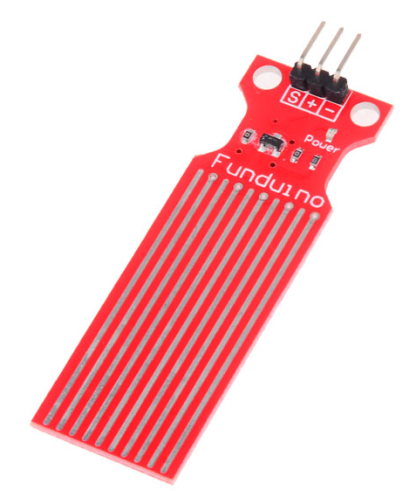 S + -
Power
Funduino